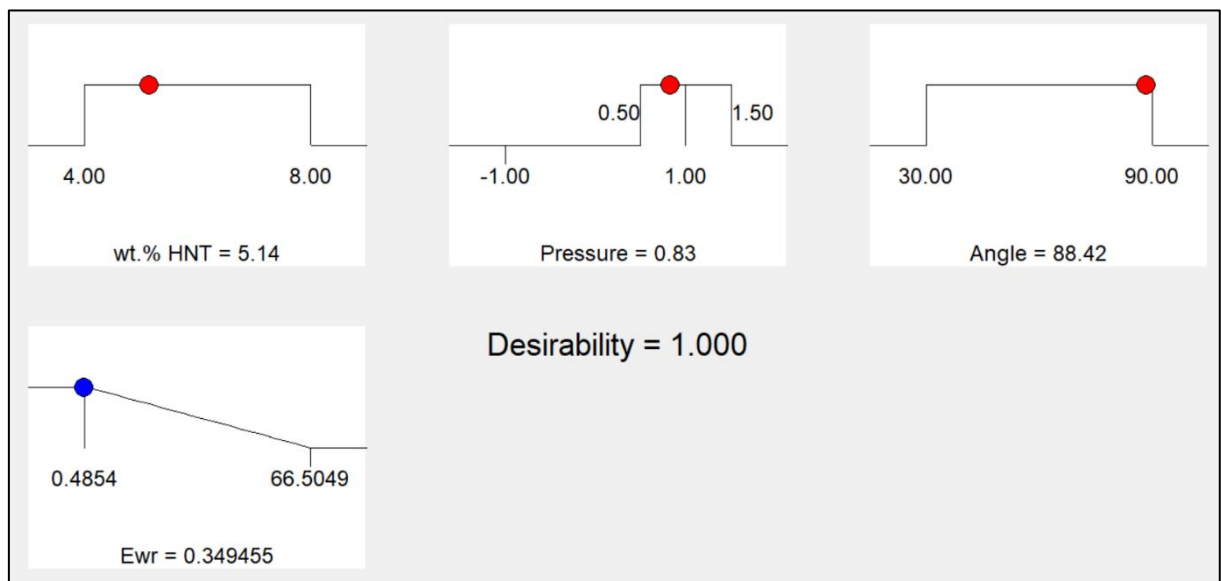 4.00 8.00
wt.% HNT = 5.14
0.50 1.50
-1.00 1.00
Pressure = 0.83
30.00 90.00
Angle = 88.42
0.4854 66.5049
Ewr = 0.349455
Desirability = 1.000